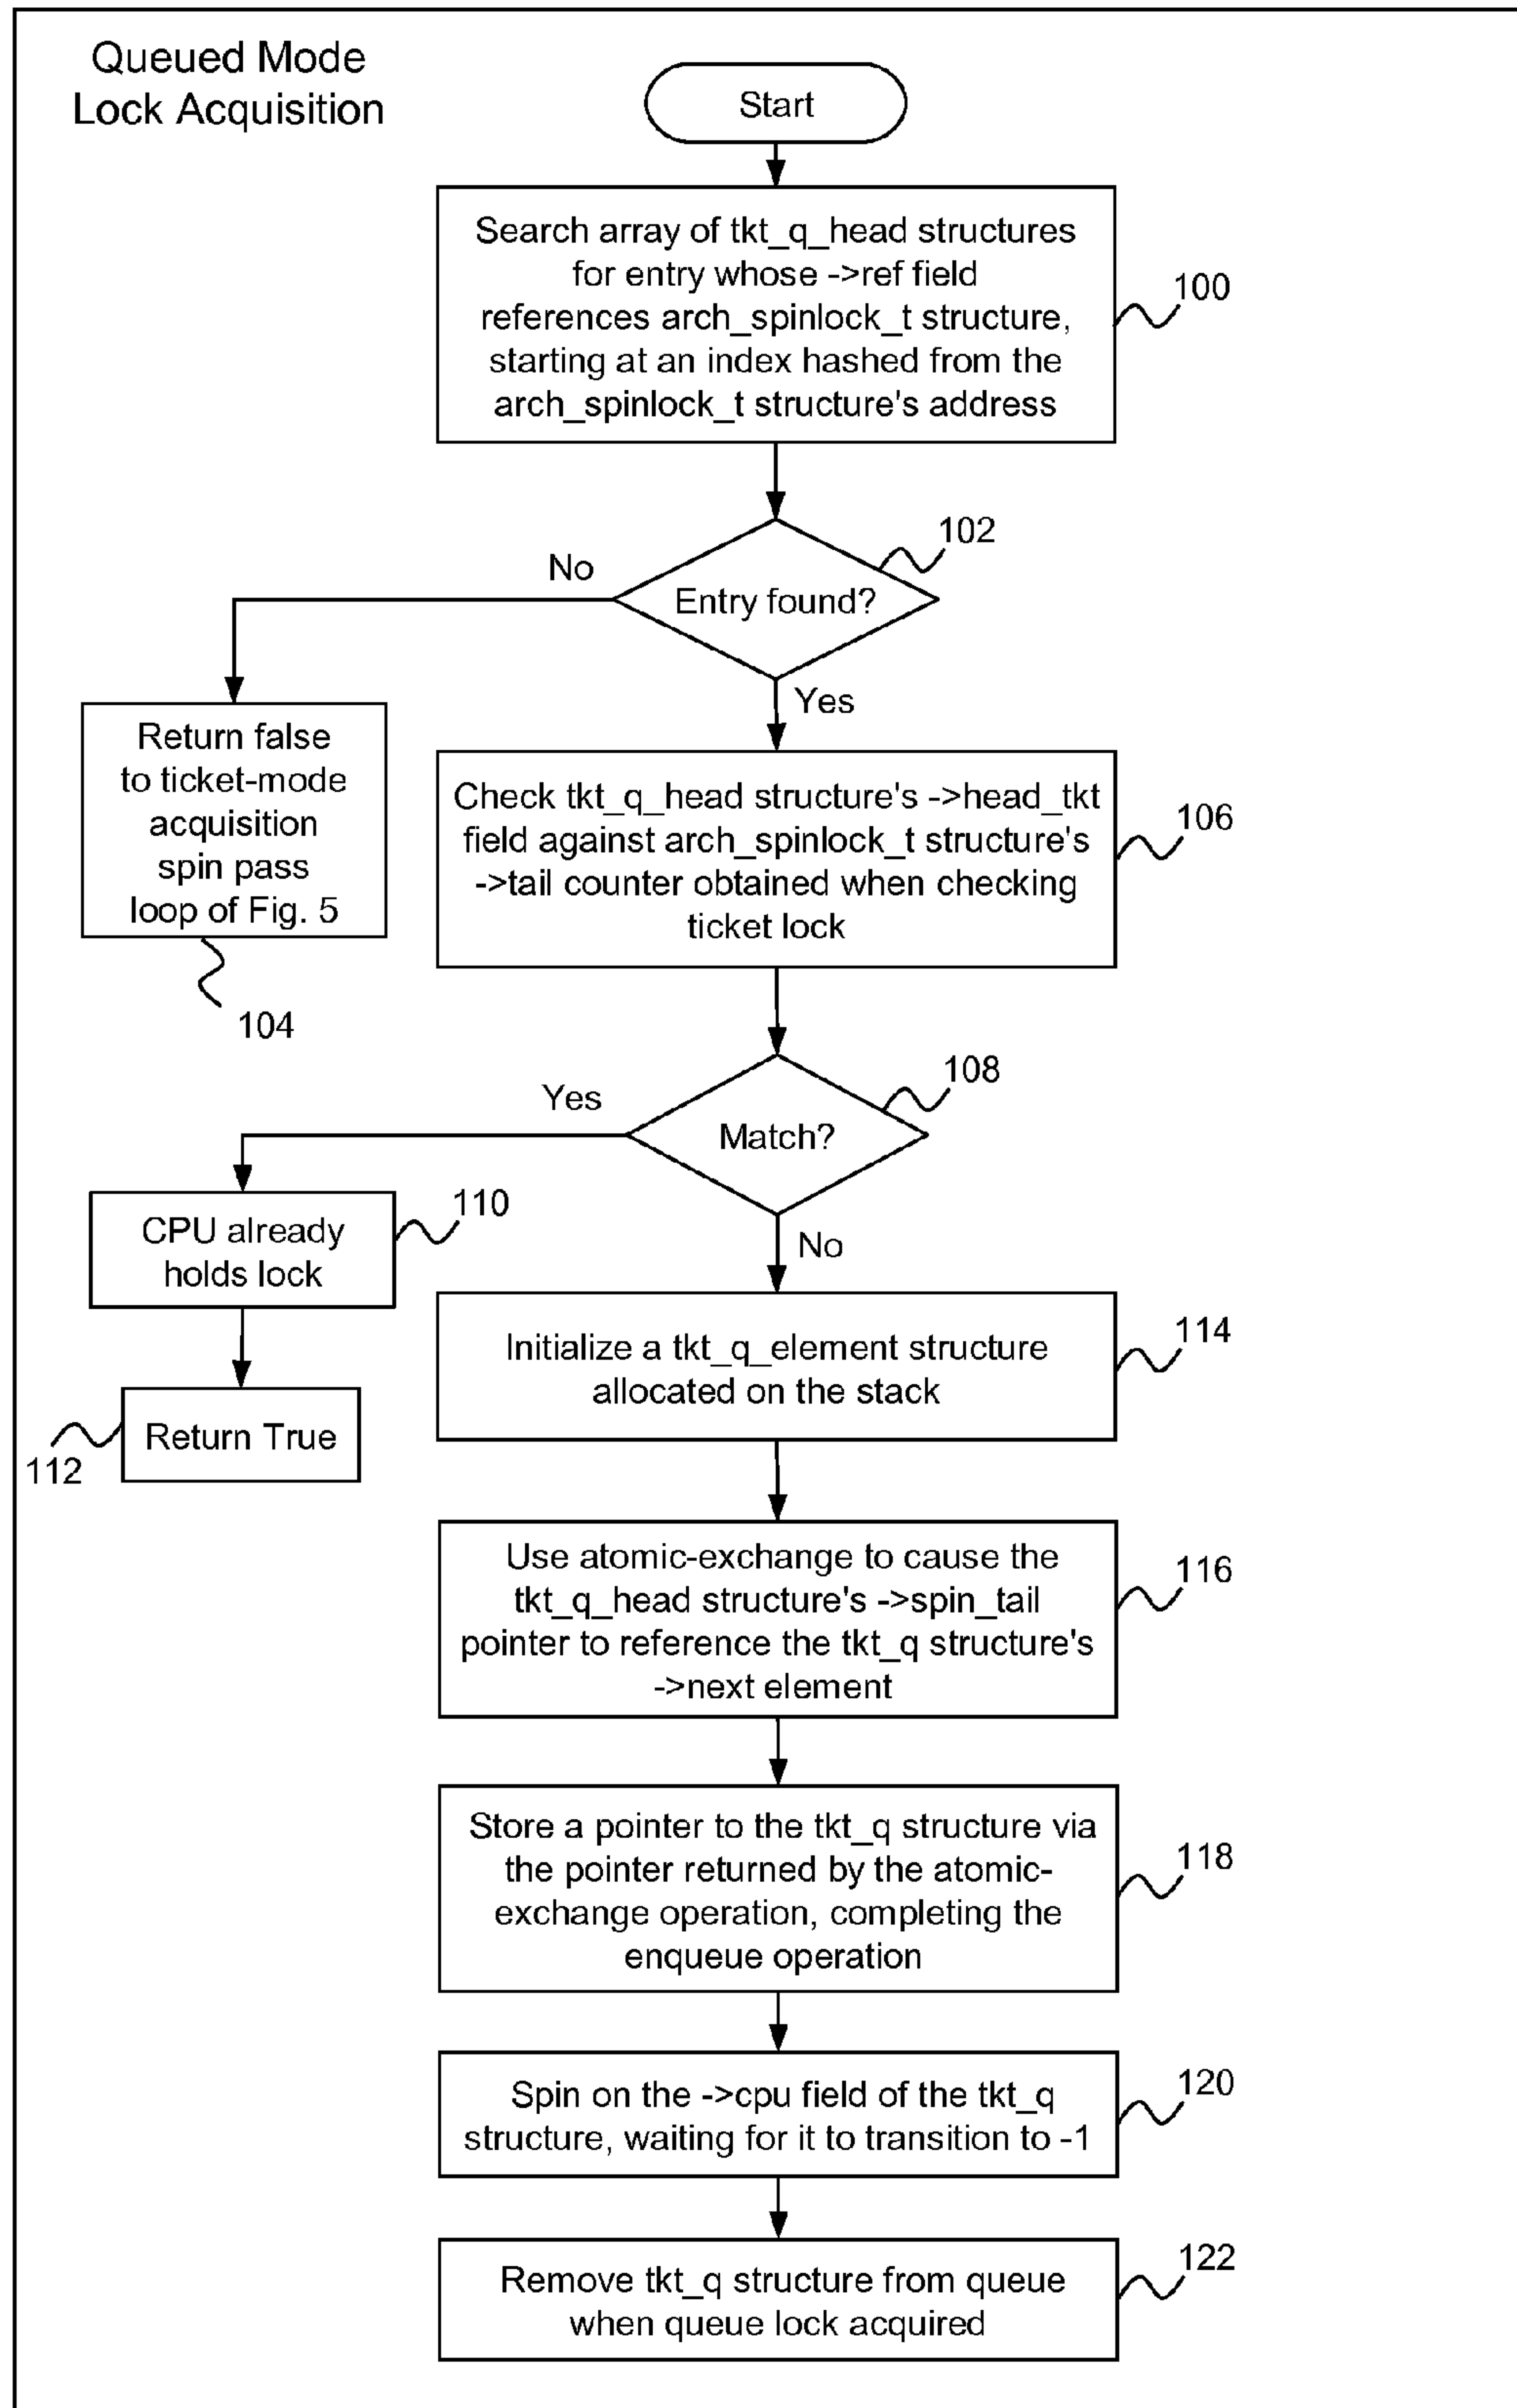 Queued Mode
Lock Acquisition
Start
Search array of tkt_q_head structures
for entry whose ->ref field
references arch_spinlock_t structure,
starting at an index hashed from the
arch_spinlock_t structure's address
100
102
No
Entry found?
Yes
Return false
to ticket-mode
acquisition
spin pass
loop of Fig. 5
104
Check tkt_q_head structure's ->head_tkt
field against arch_spinlock_t structure's
->tail counter obtained when checking
ticket lock
106
108
Yes
Match?
No
CPU already
holds lock
110
Return True
112
Initialize a tkt_q_element structure
allocated on the stack
114
Use atomic-exchange to cause the
tkt_q_head structure's ->spin_tail
pointer to reference the tkt_q structure's
->next element
116
Store a pointer to the tkt_q structure via
the pointer returned by the atomic-
exchange operation, completing the
enqueue operation
118
Spin on the ->cpu field of the tkt_q
structure, waiting for it to transition to -1
120
Remove tkt_q structure from queue
when queue lock acquired
122